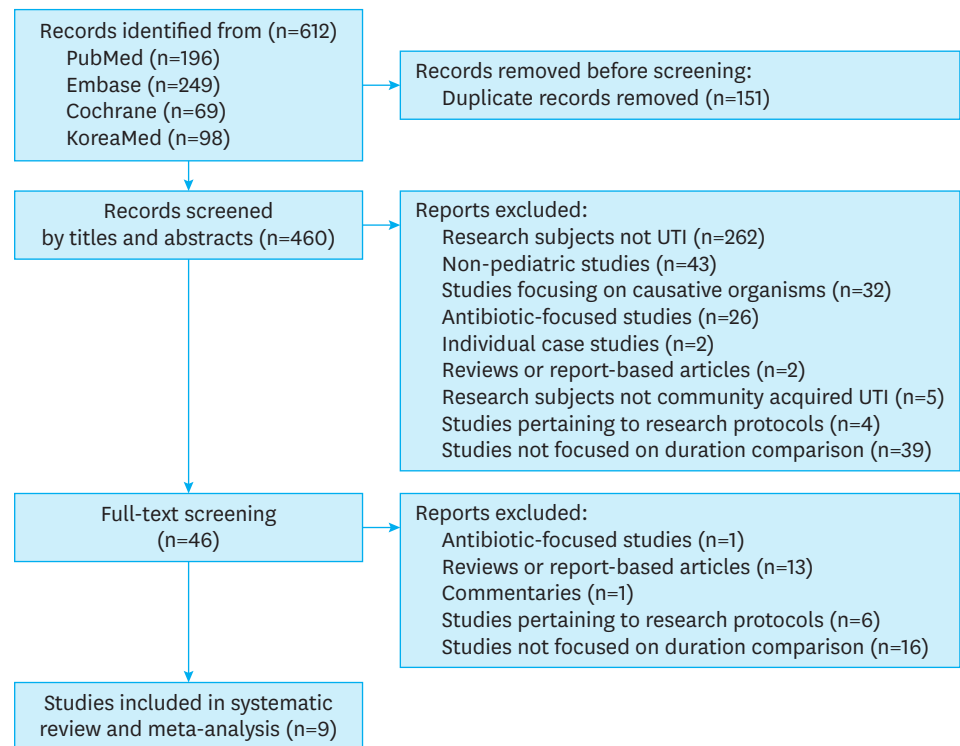 Records identified from (n=612)
PubMed (n=196)
Embase (n=249)
Cochrane (n=69)
KoreaMed (n=98)
Records removed before screening:
Duplicate records removed (n=151)
Records screened
by titles and abstracts (n=460)
Reports excluded:
Research subjects not UTI (n=262)
Non-pediatric studies (n=43)
Studies focusing on causative organisms (n=32)
Antibiotic-focused studies (n=26)
Individual case studies (n=2)
Reviews or report-based articles (n=2)
Research subjects not community acquired UTI (n=5)
Studies pertaining to research protocols (n=4)
Studies not focused on duration comparison (n=39)
Full-text screening
(n=46)
Reports excluded:
Antibiotic-focused studies (n=1)
Reviews or report-based articles (n=13)
Commentaries (n=1)
Studies pertaining to research protocols (n=6)
Studies not focused on duration comparison (n=16)
Studies included in systematic
review and meta-analysis (n=9)